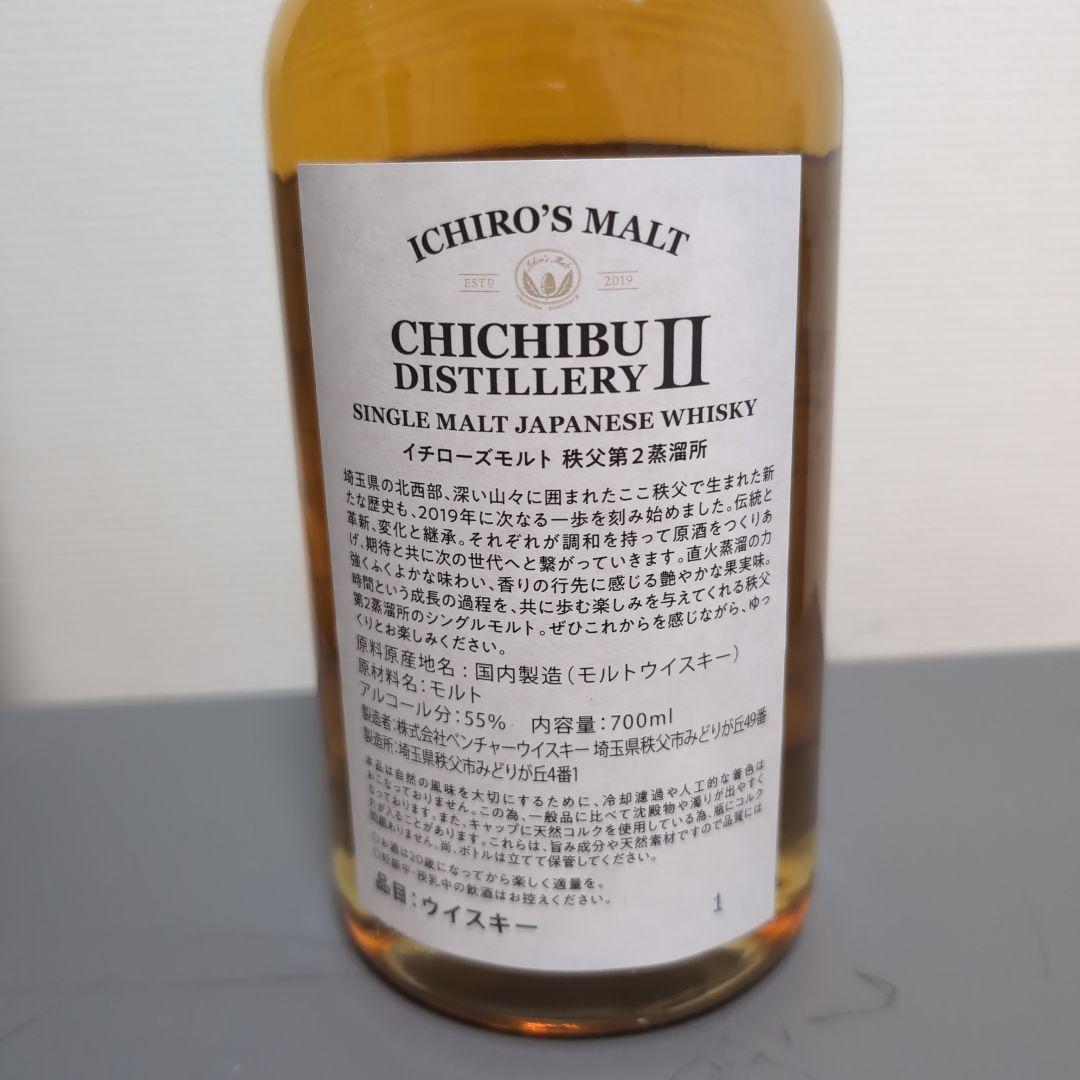 ICHIRO'S MALT
ESTD
2019
CHICHIBU
DISTILLERY II
SINGLE MALT JAPANESE WHISKY
イチローズモルト 秩父第2蒸溜所
埼玉県の北西部、深い山々に囲まれたここ秩父で生まれた新
たな歴史も、2019年に次なる一歩を刻み始めました。伝統と
革新、変化と継承。それぞれが調和を持って原酒をつくりあ
げ、期待と共に次の世代へと繋がっていきます。直火蒸溜の力
強くふくよかな味わい、香りの行先に感じる艶やかな果実味。
時間という成長の過程を、共に歩む楽しみを与えてくれる秩父
第2蒸溜所のシングルモルト。ぜひこれからを感じながら、ゆっ
くりとお楽しみください。
原料原産地名：国内製造（モルトウイスキー）
原材料名：モルト
アルコール分：55% 内容量：700ml
製造者：株式会社ベンチャーウイスキー 埼玉県秩父市みどりが丘49番
製造所：埼玉県秩父市みどりが丘4番1
本品は自然の風味を大切にするために、冷却濾過や人工的な着色は
おこなっておりません。この為、一般品に比べて沈殿物や濁りが出やすく
なっております。また、キャップに天然コルクを使用している為、瓶にコルク
片が入ることがあります。これらは、旨み成分や天然素材ですので品質には
問題ありません。尚、ボトルは立てて保管してください。
◎お酒は20歳になってから楽しく適量を。
◎妊娠中・授乳中の飲酒はお控えください。
品目：ウイスキー
1